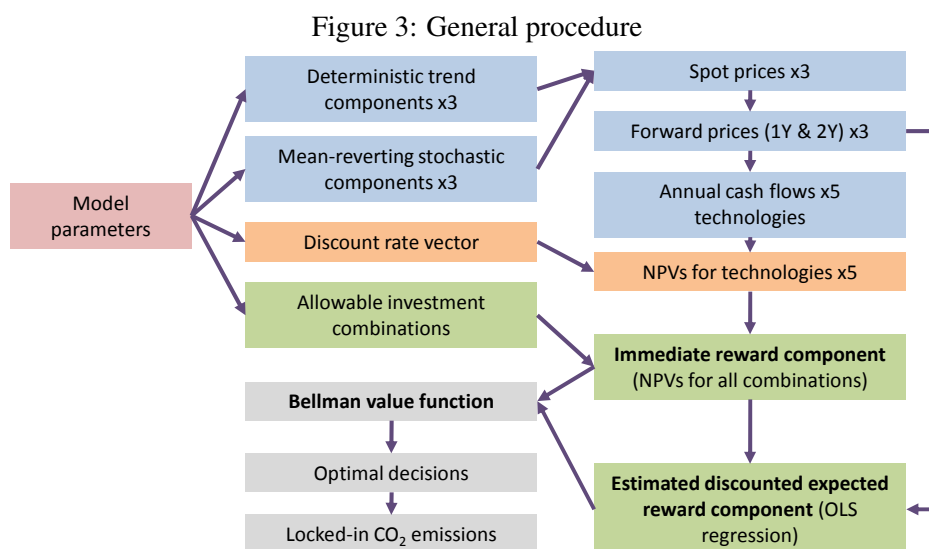 Figure 3: General procedure
Deterministic trend
components x3
Mean-reverting stochastic
components x3
Model
parameters
Discount rate vector
Allowable investment
combinations
Spot prices x3
Forward prices (1Y & 2Y) x3
Annual cash flows x5
technologies
NPVs for technologies x5
Immediate reward component
(NPVs for all combinations)
Estimated discounted expected
reward component (OLS
regression)
Bellman value function
Optimal decisions
Locked-in CO₂ emissions